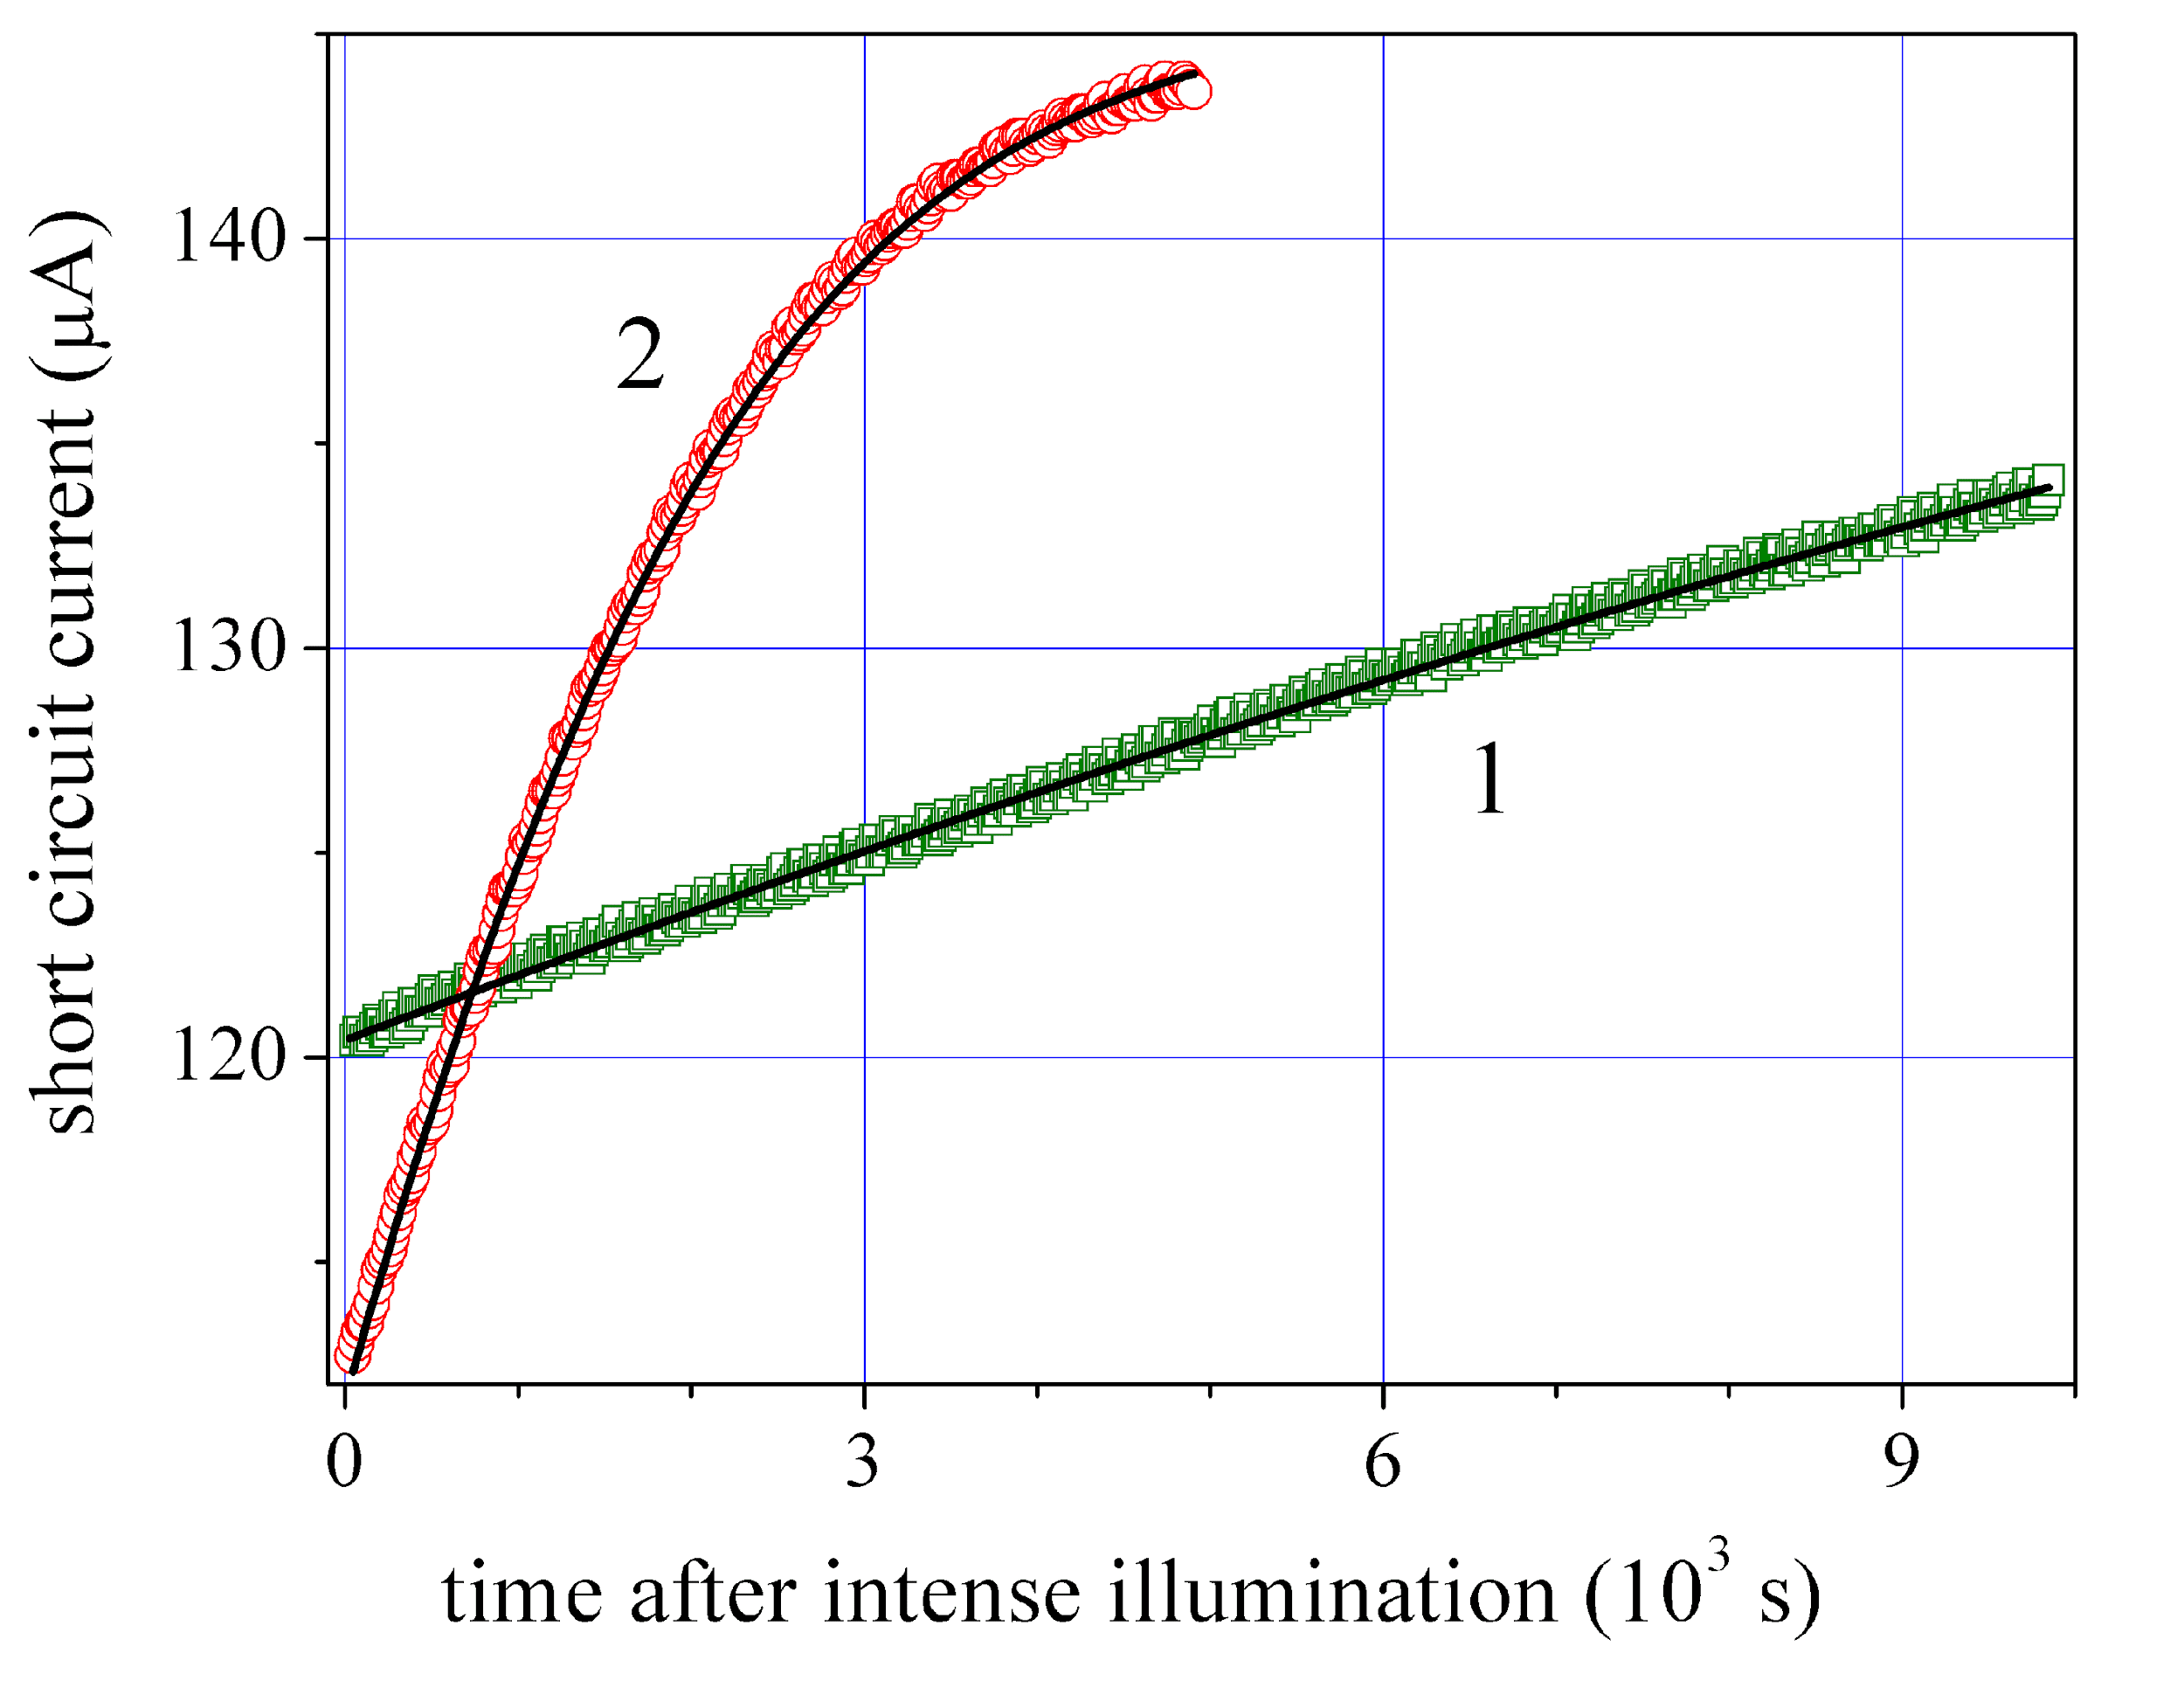 short circuit current (µA)
140
130
120
2
1
0 3 6 9
time after intense illumination (10³ s)